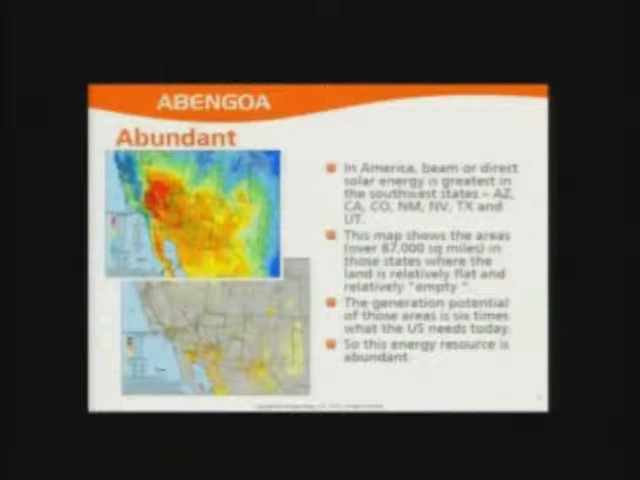 ABENGOA
Abundant
In America, beam or direct
solar energy is greatest in
the southwest states – AZ,
CA, CO, NM, NV, TX and
UT.
This map shows the areas
(over 87,000 sq miles) in
those states where the
land is relatively flat and
relatively "empty ".
The generation potential
of those areas is six times
what the US needs today.
So this energy resource is
abundant